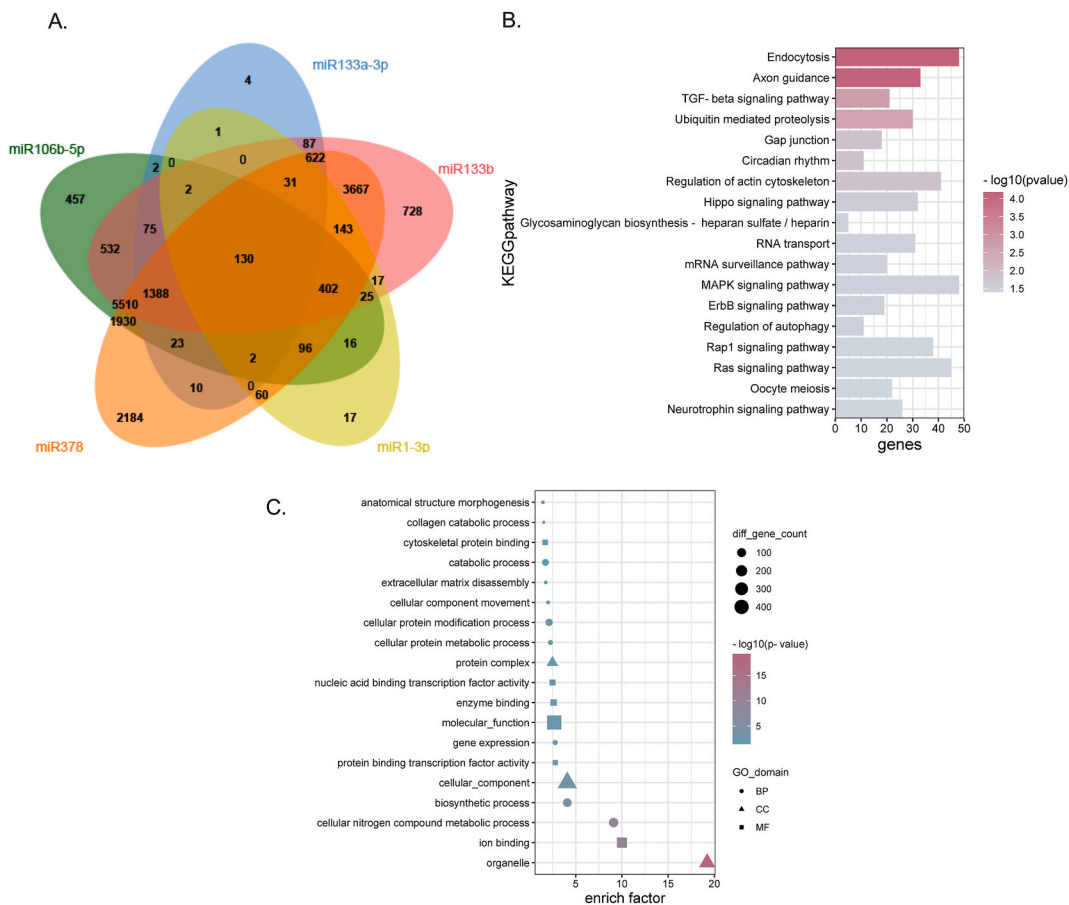 A.
miR133a-3p
miR106b-5p
miR133b
miR378
miR1-3p
4
1
87
622
2
0
0
457
2
31
3667
728
75
143
532
130
17
402
25
1388
5510
1930
23
2
96
16
10
0
60
2184
17
B.
KEGGpathway
Endocytosis
Axon guidance
TGF- beta signaling pathway
Ubiquitin mediated proteolysis
Gap junction
Circadian rhythm
Regulation of actin cytoskeleton
Hippo signaling pathway
Glycosaminoglycan biosynthesis - heparan sulfate / heparin
RNA transport
mRNA surveillance pathway
MAPK signaling pathway
ErbB signaling pathway
Regulation of autophagy
Rap1 signaling pathway
Ras signaling pathway
Oocyte meiosis
Neurotrophin signaling pathway
0 10 20 30 40 50
genes
- log10(pvalue)
4.0
3.5
3.0
2.5
2.0
1.5
C.
anatomical structure morphogenesis
collagen catabolic process
cytoskeletal protein binding
catabolic process
extracellular matrix disassembly
cellular component movement
cellular protein modification process
cellular protein metabolic process
protein complex
nucleic acid binding transcription factor activity
enzyme binding
molecular_function
gene expression
protein binding transcription factor activity
cellular_component
biosynthetic process
cellular nitrogen compound metabolic process
ion binding
organelle
5 10 15 20
enrich factor
diff_gene_count
100
200
300
400
- log10(p- value)
15
10
5
GO_domain
BP
CC
MF